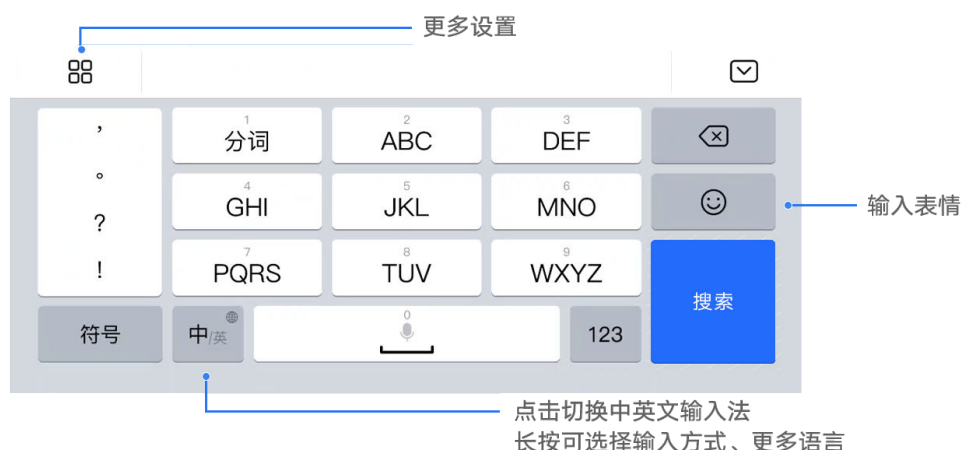 更多设置
，
。
?
!
1
分词
2
ABC
3
DEF
4
GHI
5
JKL
6
MNO
输入表情
7
PQRS
8
TUV
9
WXYZ
搜索
符号
中/英
0
123
点击切换中英文输入法
长按可选择输入方式、更多语言